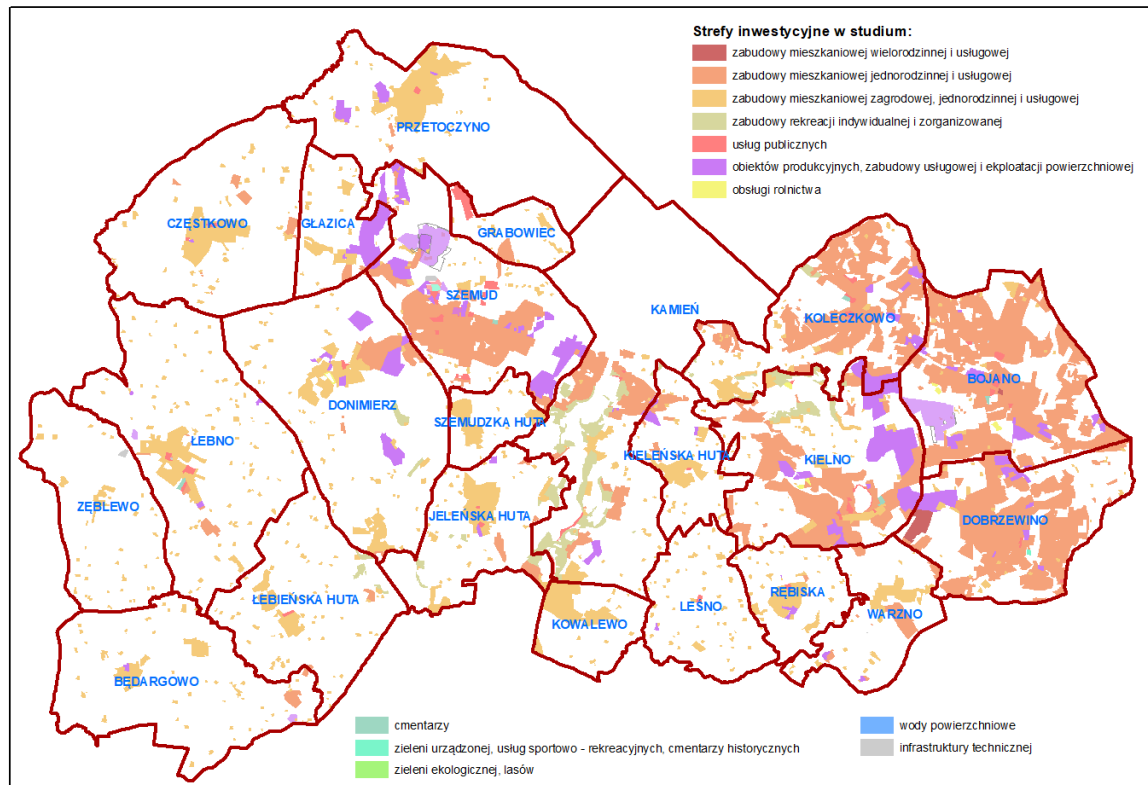 Strefy inwestycyjne w studium:
zabudowy mieszkaniowej wielorodzinnej i usługowej
zabudowy mieszkaniowej jednorodzinnej i usługowej
zabudowy mieszkaniowej zagrodowej, jednorodzinnej i usługowej
zabudowy rekreacji indywidualnej i zorganizowanej
usług publicznych
obiektów produkcyjnych, zabudowy usługowej i ekploatacji powierzchniowej
obsługi rolnictwa
PRZETOCZYNO
CZĘSTKOWO
GŁAZICA
GRABOWIEC
SZEMUD
KAMIEŃ
KOLECZKOWO
BOJANO
DONIMIERZ
SZEMUDZKA HUTA
ŁEBNO
KIELEŃSKA HUTA
KIELNO
ZĘBLEWO
JELEŃSKA HUTA
DOBRZEWINO
ŁEBIEŃSKA HUTA
KOWALEWO
LEŚNO
RĘBISKA
WARZNO
BĘDARGOWO
cmentarzy
zieleni urządzonej, usług sportowo - rekreacyjnych, cmentarzy historycznych
zieleni ekologicznej, lasów
wody powierzchniowe
infrastruktury technicznej